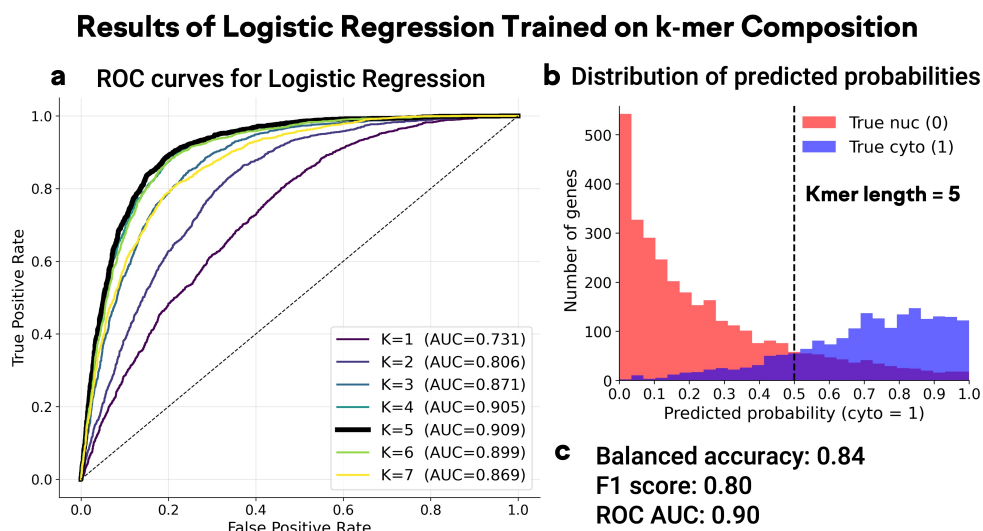 Results of Logistic Regression Trained on k-mer Composition
a ROC curves for Logistic Regression
True Positive Rate
1.0
0.8
0.6
0.4
0.2
0.0
K=1 (AUC=0.731)
K=2 (AUC=0.806)
K=3 (AUC=0.871)
K=4 (AUC=0.905)
K=5 (AUC=0.909)
K=6 (AUC=0.899)
K=7 (AUC=0.869)
0.0 0.2 0.4 0.6 0.8 1.0
False Positive Rate
b Distribution of predicted probabilities
Number of genes
500
400
300
200
100
0
True nuc (0)
True cyto (1)
Kmer length = 5
0.0 0.1 0.2 0.3 0.4 0.5 0.6 0.7 0.8 0.9 1.0
Predicted probability (cyto = 1)
c Balanced accuracy: 0.84
F1 score: 0.80
ROC AUC: 0.90